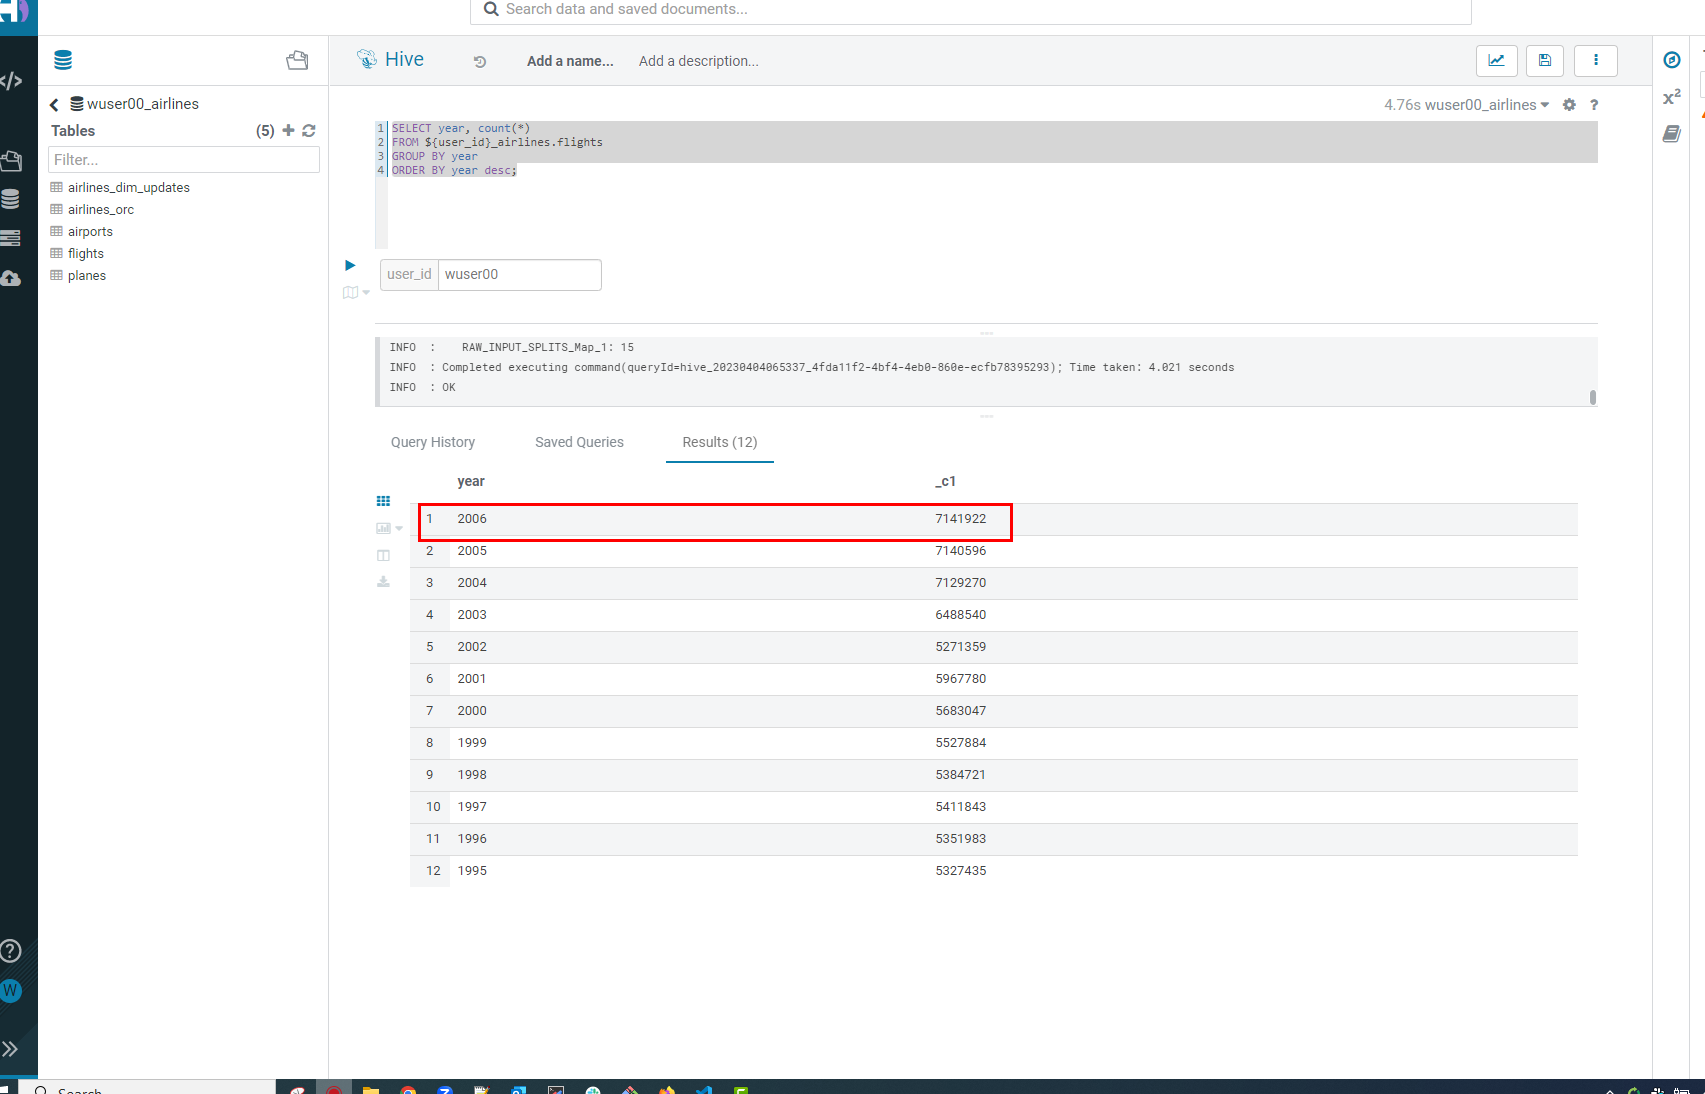 Search data and saved documents...
Hive
Add a name...
Add a description...
wuser00_airlines
Tables (5)
Filter...
airlines_dim_updates
airlines_orc
airports
flights
planes
4.76s wuser00_airlines
?
x²
1 SELECT year, count(*)
2 FROM ${user_id}_airlines.flights
3 GROUP BY year
4 ORDER BY year desc;
user_id wuser00
INFO  :    RAW_INPUT_SPLITS_Map_1: 15
INFO  : Completed executing command(queryId=hive_20230404065337_4fda11f2-4bf4-4eb0-860e-ecfb78395293); Time taken: 4.021 seconds
INFO  : OK
Query History
Saved Queries
Results (12)
year _c1
1 2006 7141922
2 2005 7140596
3 2004 7129270
4 2003 6488540
5 2002 5271359
6 2001 5967780
7 2000 5683047
8 1999 5527884
9 1998 5384721
10 1997 5411843
11 1996 5351983
12 1995 5327435
?
W
Search